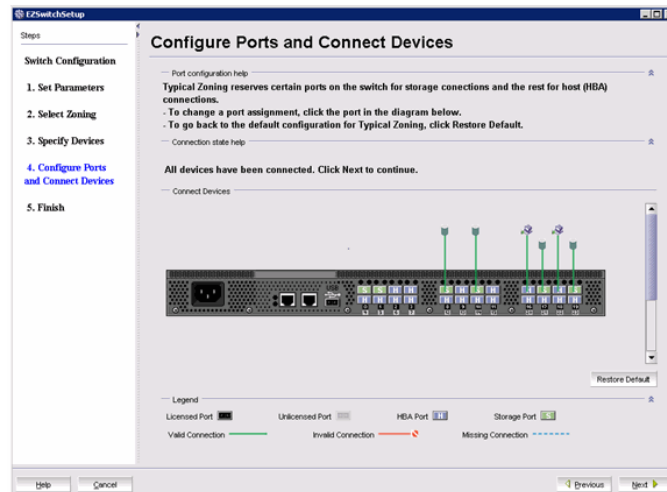 EZSwitchSetup
Steps
Switch Configuration
1. Set Parameters
2. Select Zoning
3. Specify Devices
4. Configure Ports
and Connect Devices
5. Finish
Configure Ports and Connect Devices
Port configuration help
Typical Zoning reserves certain ports on the switch for storage conections and the rest for host (HBA)
connections.
- To change a port assignment, click the port in the diagram below.
- To go back to the default configuration for Typical Zoning, click Restore Default.
Connection state help
All devices have been connected. Click Next to continue.
Connect Devices
Restore Default
Legend
Licensed Port
Unlicensed Port
HBA Port
H
Storage Port
S
Valid Connection
Invalid Connection
Missing Connection
Help
Cancel
Previous
Next